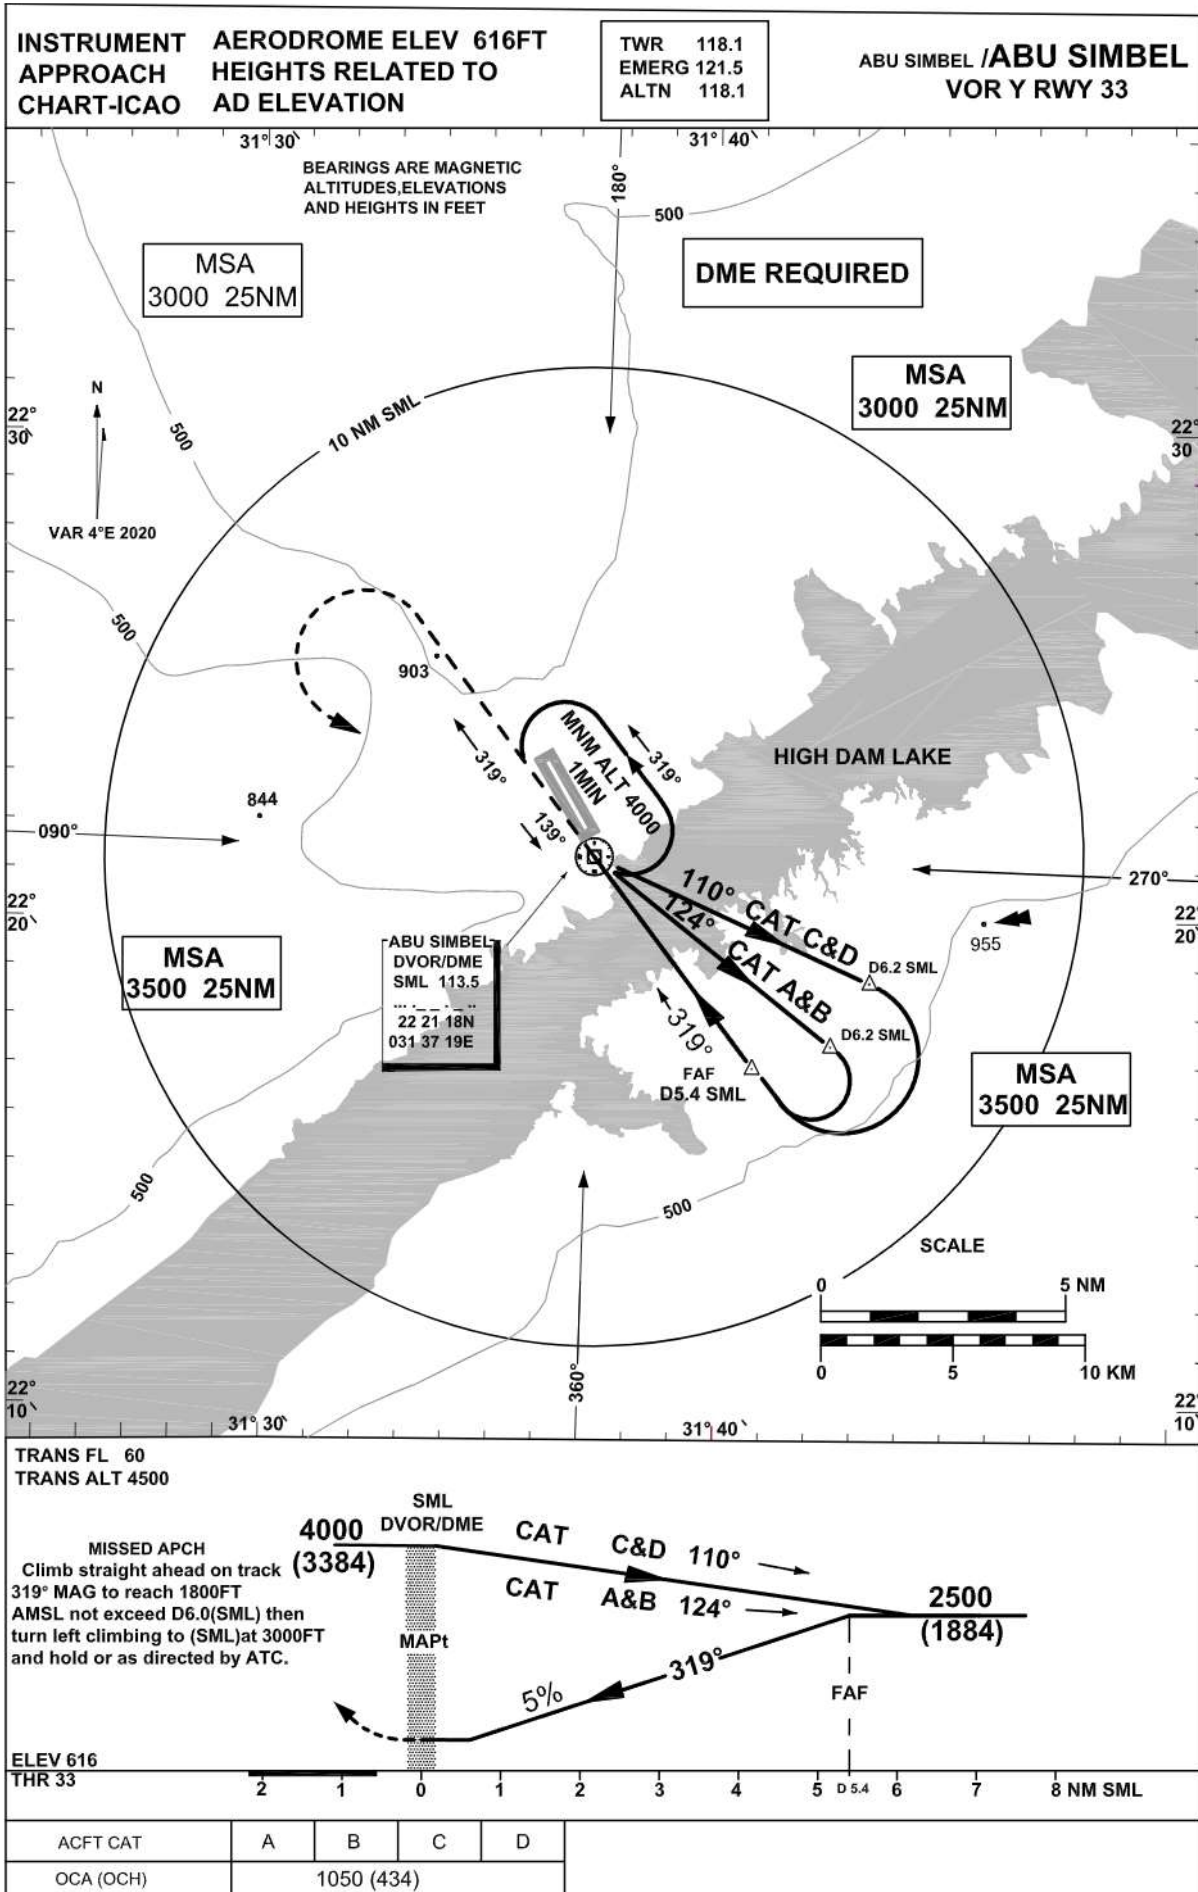 INSTRUMENT
APPROACH
CHART-ICAO
AERODROME ELEV 616FT
HEIGHTS RELATED TO
AD ELEVATION
TWR 118.1
EMERG 121.5
ALTN 118.1
ABU SIMBEL /ABU SIMBEL
VOR Y RWY 33
31° 30'
31° 40'
BEARINGS ARE MAGNETIC
ALTITUDES,ELEVATIONS
AND HEIGHTS IN FEET
180°
500
MSA
3000 25NM
DME REQUIRED
MSA
3000 25NM
N
VAR 4°E 2020
22°
30'
22°
30
500
10 NM SML
500
903
319°
MNM ALT 4000
1MIN
319°
HIGH DAM LAKE
844
090°
139°
270°
110° CAT C&D
124° CAT A&B
22°
20'
22°
20'
955
MSA
3500 25NM
ABU SIMBEL
DVOR/DME
SML 113.5
... ._ _ . _ ..
22 21 18N
031 37 19E
D6.2 SML
D6.2 SML
319°
FAF
D5.4 SML
MSA
3500 25NM
500
500
SCALE
0 5 NM
0 5 10 KM
360°
22°
10'
22°
10'
31° 30'
31° 40'
TRANS FL 60
TRANS ALT 4500
MISSED APCH
Climb straight ahead on track
319° MAG to reach 1800FT
AMSL not exceed D6.0(SML) then
turn left climbing to (SML)at 3000FT
and hold or as directed by ATC.
4000
(3384)
SML
DVOR/DME
CAT C&D 110°
CAT A&B 124°
2500
(1884)
MAPt
5%
319°
FAF
ELEV 616
THR 33
2 1 0 1 2 3 4 5 D 5.4 6 7 8 NM SML
ACFT CAT A B C D
OCA (OCH) 1050 (434)